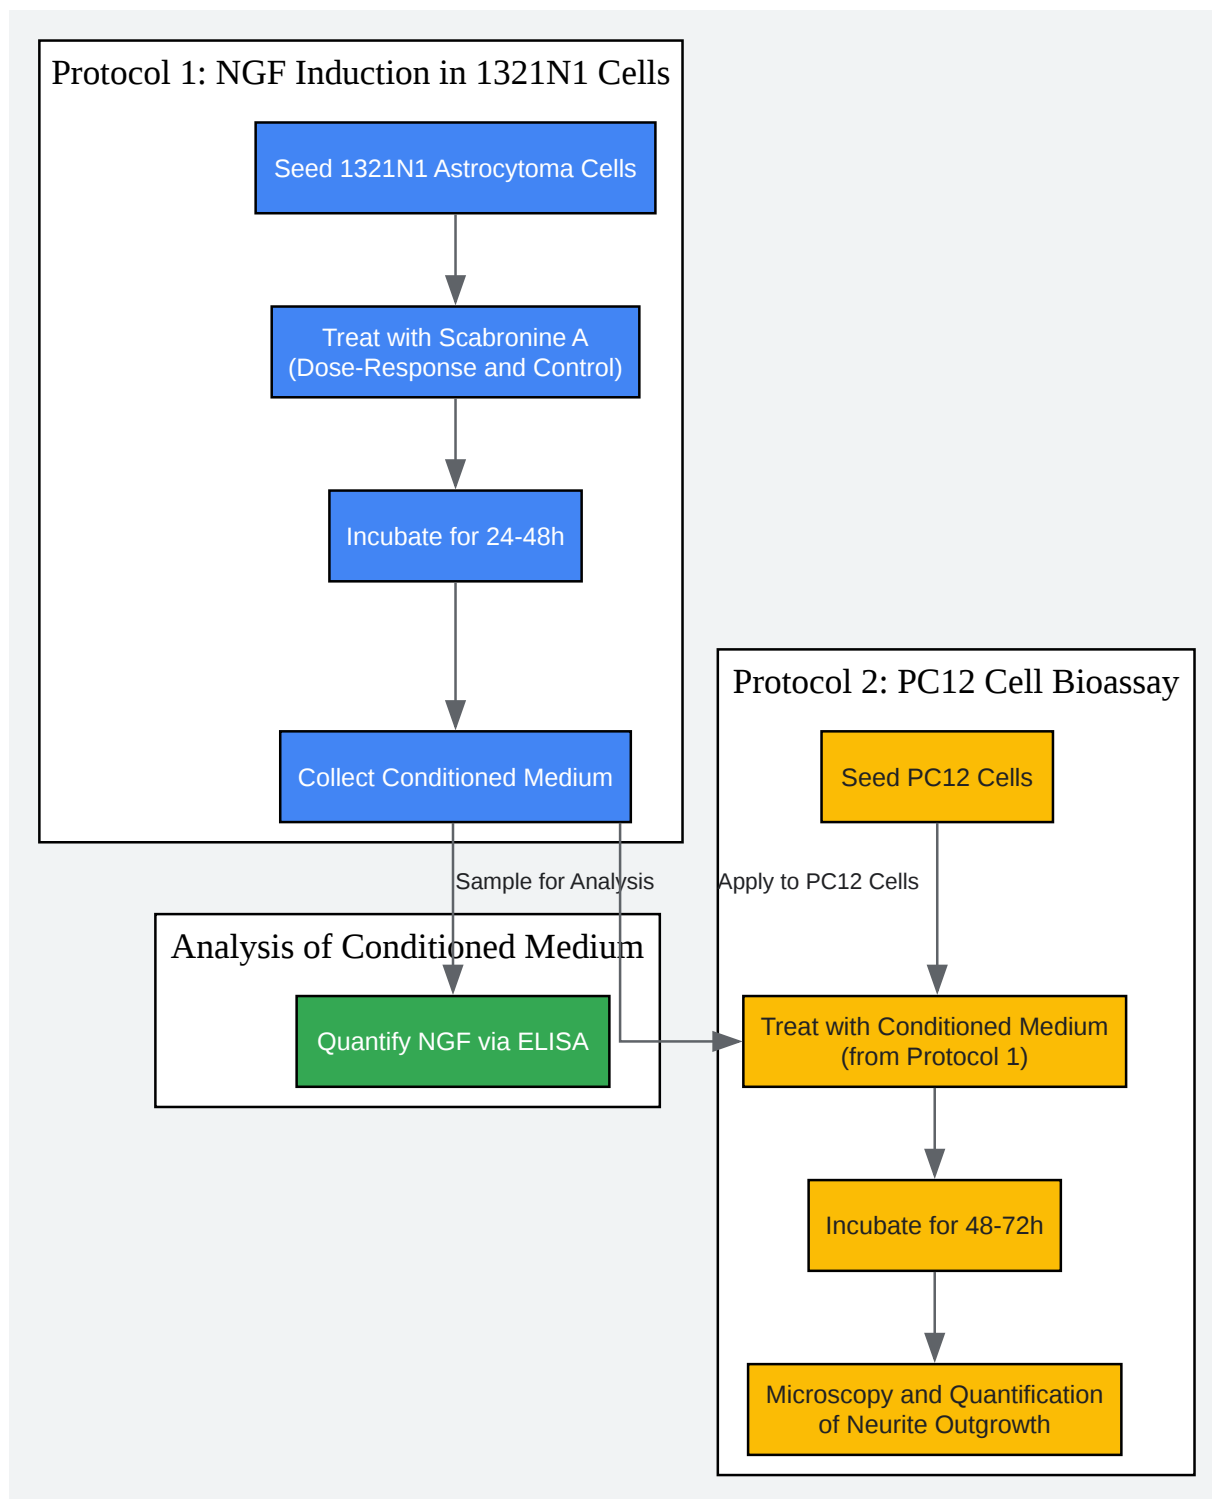 Protocol 1: NGF Induction in 1321N1 Cells
Seed 1321N1 Astrocytoma Cells
Treat with Scabronine A
(Dose-Response and Control)
Incubate for 24-48h
Collect Conditioned Medium
Sample for Analysis
Analysis of Conditioned Medium
Quantify NGF via ELISA
Protocol 2: PC12 Cell Bioassay
Seed PC12 Cells
Apply to PC12 Cells
Treat with Conditioned Medium
(from Protocol 1)
Incubate for 48-72h
Microscopy and Quantification
of Neurite Outgrowth